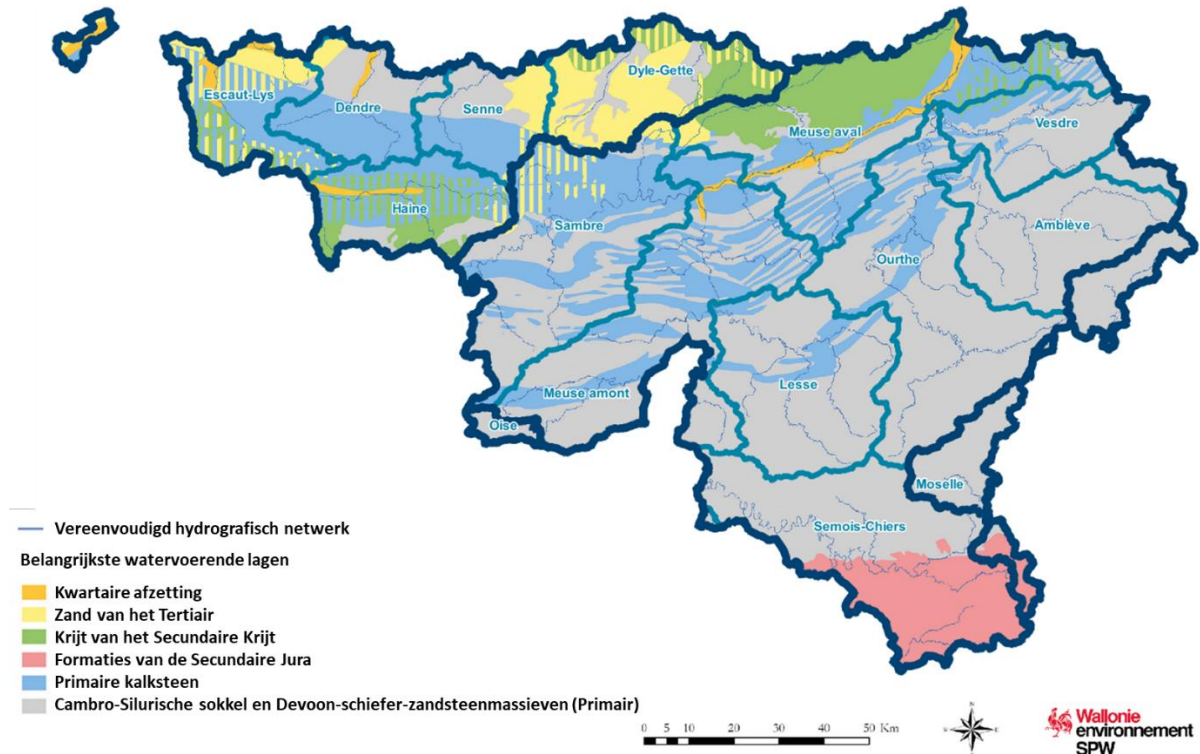 Escaut-Lys
Dendre
Senne
Dyle-Gette
Meuse aval
Vesdre
Haine
Sambre
Amblève
Ourthe
Lesse
Meuse amont
Oise
Moselle
Semois-Chiers
Vereenvoudigd hydrografisch netwerk
Belangrijkste watervoerende lagen
Kwartaire afzetting
Zand van het Tertiair
Krijt van het Secundaire Krijt
Formaties van de Secundaire Jura
Primaire kalksteen
Cambro-Silurische sokkel en Devoon-schiefer-zandsteenmassieven (Primair)
0 5 10 20 30 40 50 Km
Wallonie
environnement
SPW